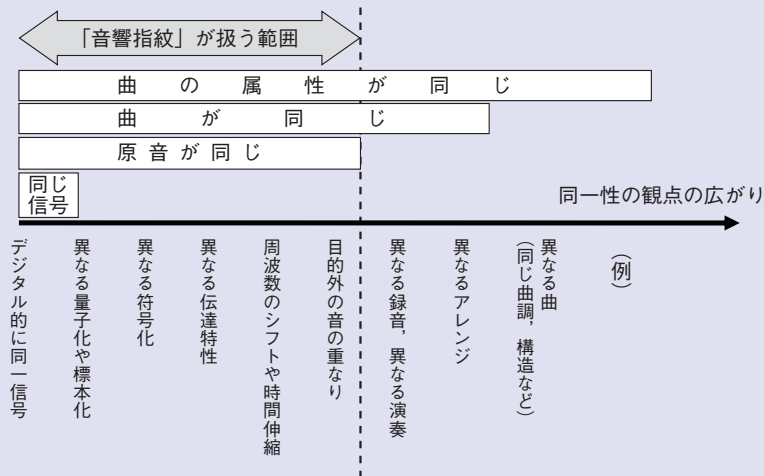 「音響指紋」が扱う範囲
曲の属性が同じ
曲が同じ
原音が同じ
同じ
信号
同一性の観点の広がり
デジタル的に同一信号
異なる量子化や標本化
異なる符号化
異なる伝達特性
周波数のシフトや時間伸縮
目的外の音の重なり
異なる録音，異なる演奏
異なるアレンジ
異なる曲
（同じ曲調，構造など）
（例）